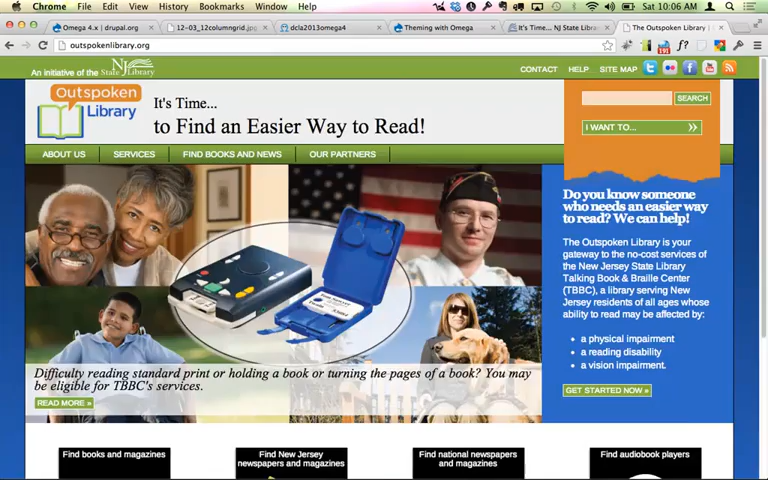 Chrome File Edit View History Bookmarks Window Help
Sat 10:06 AM
Omega 4.x | drupal.org
12–03_12columngrid.jpg
dcla2013omega4
Theming with Omega
It's Time... NJ State Librar
The Outspoken Library |
outspokenlibrary.org
An initiative of the NJ State Library
CONTACT HELP SITE MAP
Outspoken
Library
It's Time...
to Find an Easier Way to Read!
SEARCH
I WANT TO...
ABOUT US SERVICES FIND BOOKS AND NEWS OUR PARTNERS
Do you know someone
who needs an easier way
to read? We can help!
The Outspoken Library is your
gateway to the no-cost services of
the New Jersey State Library
Talking Book & Braille Center
(TBBC), a library serving New
Jersey residents of all ages whose
ability to read may be affected by:
• a physical impairment
• a reading disability
• a vision impairment.
GET STARTED NOW »
Difficulty reading standard print or holding a book or turning the pages of a book? You may
be eligible for TBBC's services.
READ MORE »
Find books and magazines
Find New Jersey
newspapers and magazines
Find national newspapers
and magazines
Find audiobook players